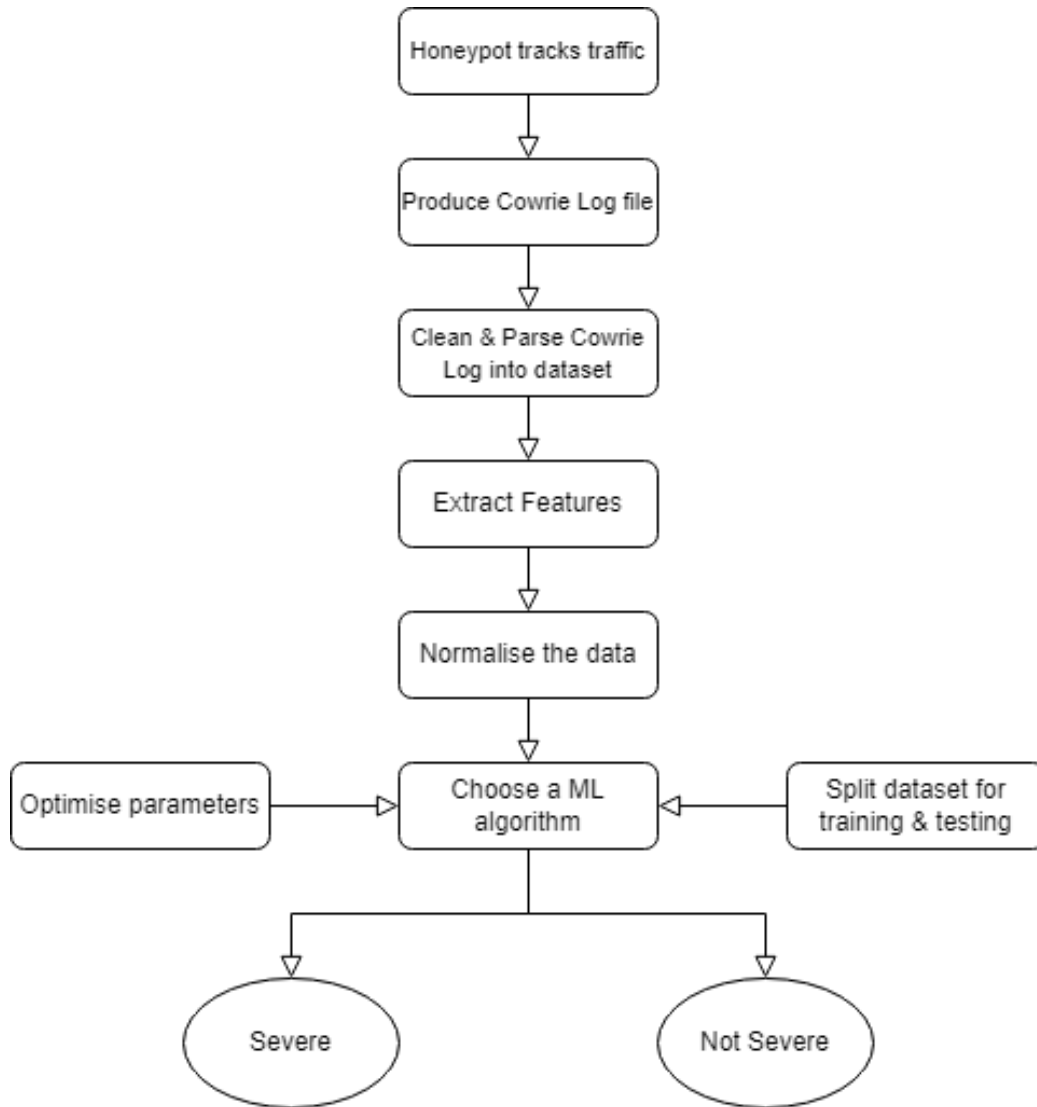 Honeypot tracks traffic
Produce Cowrie Log file
Clean & Parse Cowrie
Log into dataset
Extract Features
Normalise the data
Optimise parameters
Choose a ML
algorithm
Split dataset for
training & testing
Severe
Not Severe